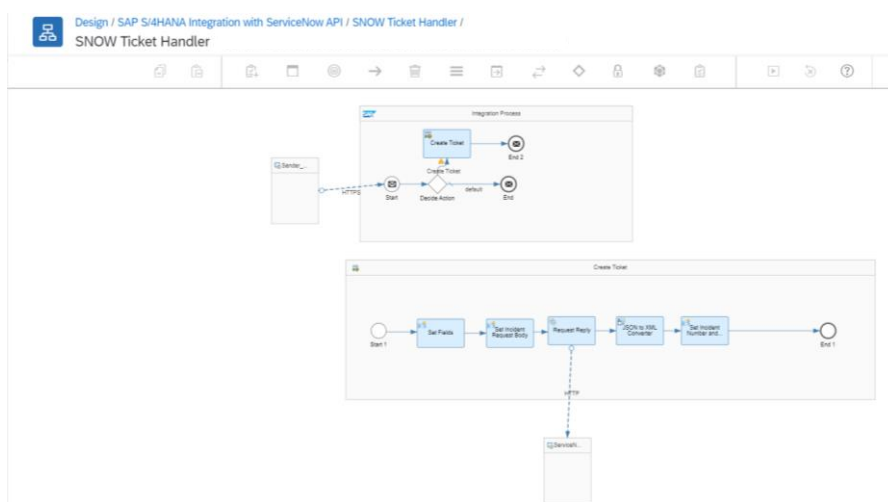 Design / SAP S/4HANA Integration with ServiceNow API / SNOW Ticket Handler /
SNOW Ticket Handler
SAP
Integration Process
Create Ticket
End 2
Sender_...
Create Ticket
HTTPS
default
Start
Decide Action
End
Create Ticket
Set Fields
Set Incident
Request Body
Request Reply
JSON to XML
Converter
Set Incident
Number and...
Start 1
End 1
HTTP
ServiceN...